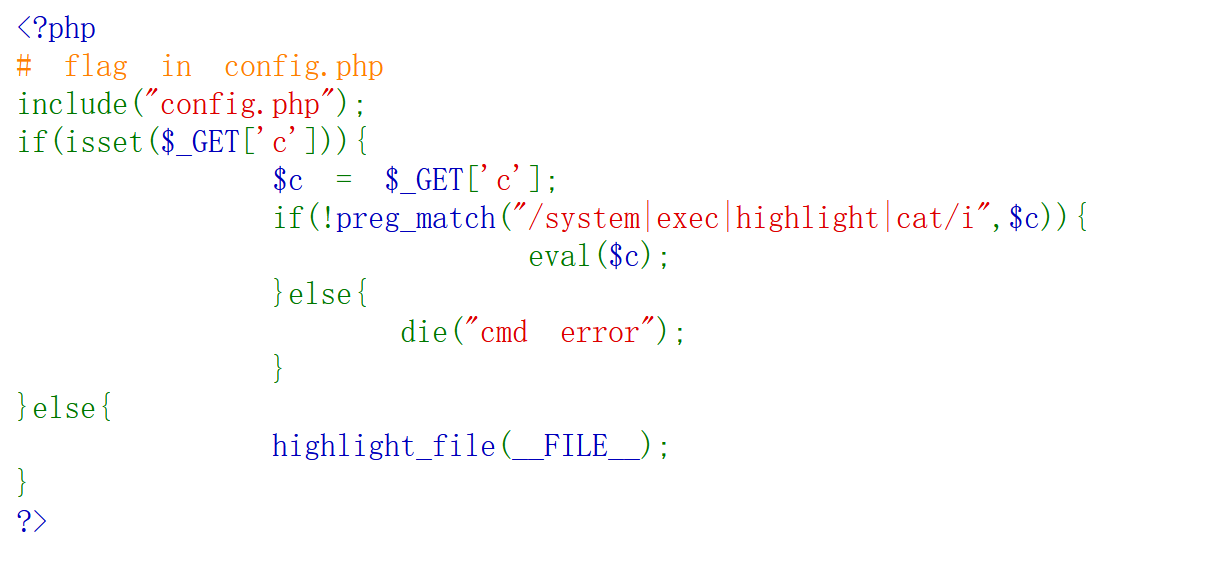 <?php
# flag in config.php
include("config.php");
if(isset($_GET['c'])){
$c = $_GET['c'];
if(!preg_match("/system|exec|highlight|cat/i",$c)){
eval($c);
}else{
die("cmd error");
}
}else{
highlight_file(__FILE__);
}
?>